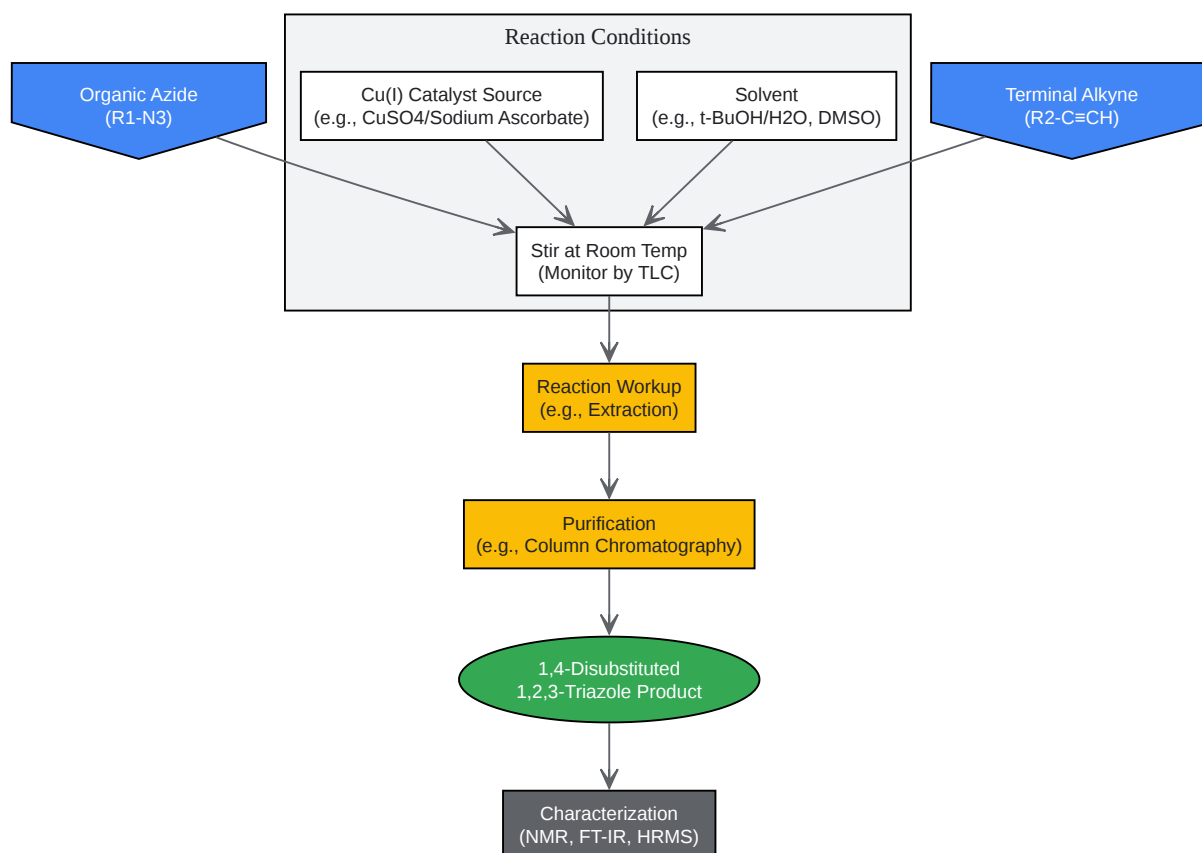 Reaction Conditions
Organic Azide
(R1-N3)
Cu(I) Catalyst Source
(e.g., CuSO4/Sodium Ascorbate)
Solvent
(e.g., t-BuOH/H2O, DMSO)
Terminal Alkyne
(R2-C≡CH)
Stir at Room Temp
(Monitor by TLC)
Reaction Workup
(e.g., Extraction)
Purification
(e.g., Column Chromatography)
1,4-Disubstituted
1,2,3-Triazole Product
Characterization
(NMR, FT-IR, HRMS)